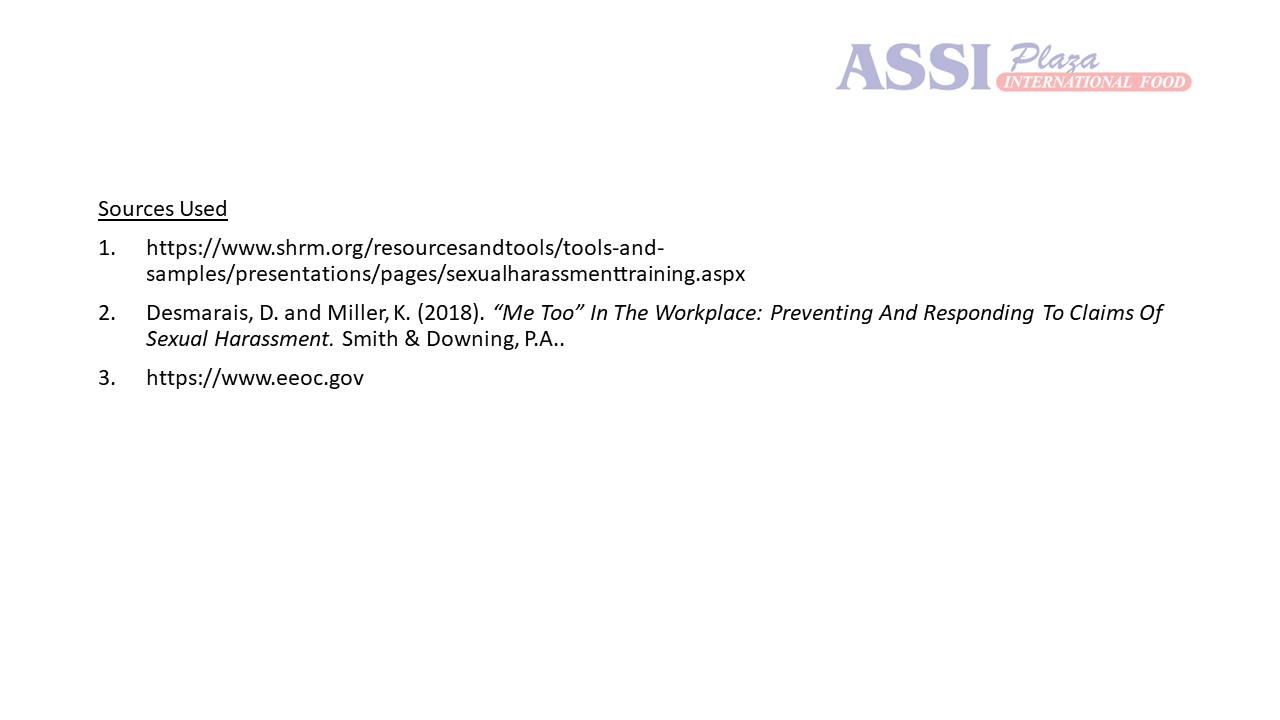 ASSI Plaza
INTERNATIONAL FOOD
Sources Used
1. https://www.shrm.org/resourcesandtools/tools-and-
samples/presentations/pages/sexualharassmenttraining.aspx
2. Desmarais, D. and Miller, K. (2018). “Me Too” In The Workplace: Preventing And Responding To Claims Of
Sexual Harassment. Smith & Downing, P.A..
3. https://www.eeoc.gov